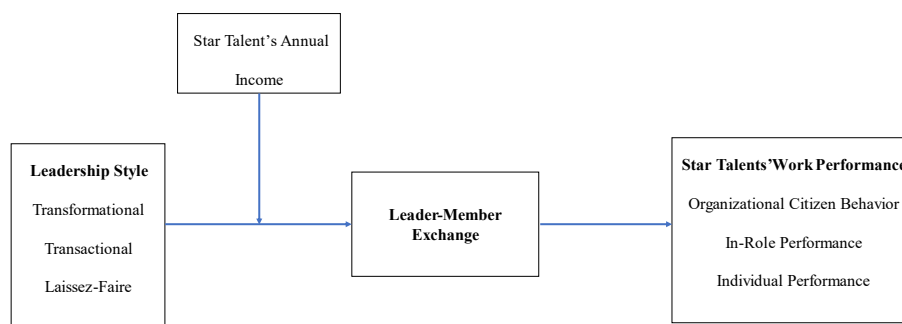 Star Talent's Annual
Income
Leadership Style
Transformational
Transactional
Laissez-Faire
Leader-Member
Exchange
Star Talents'Work Performance
Organizational Citizen Behavior
In-Role Performance
Individual Performance